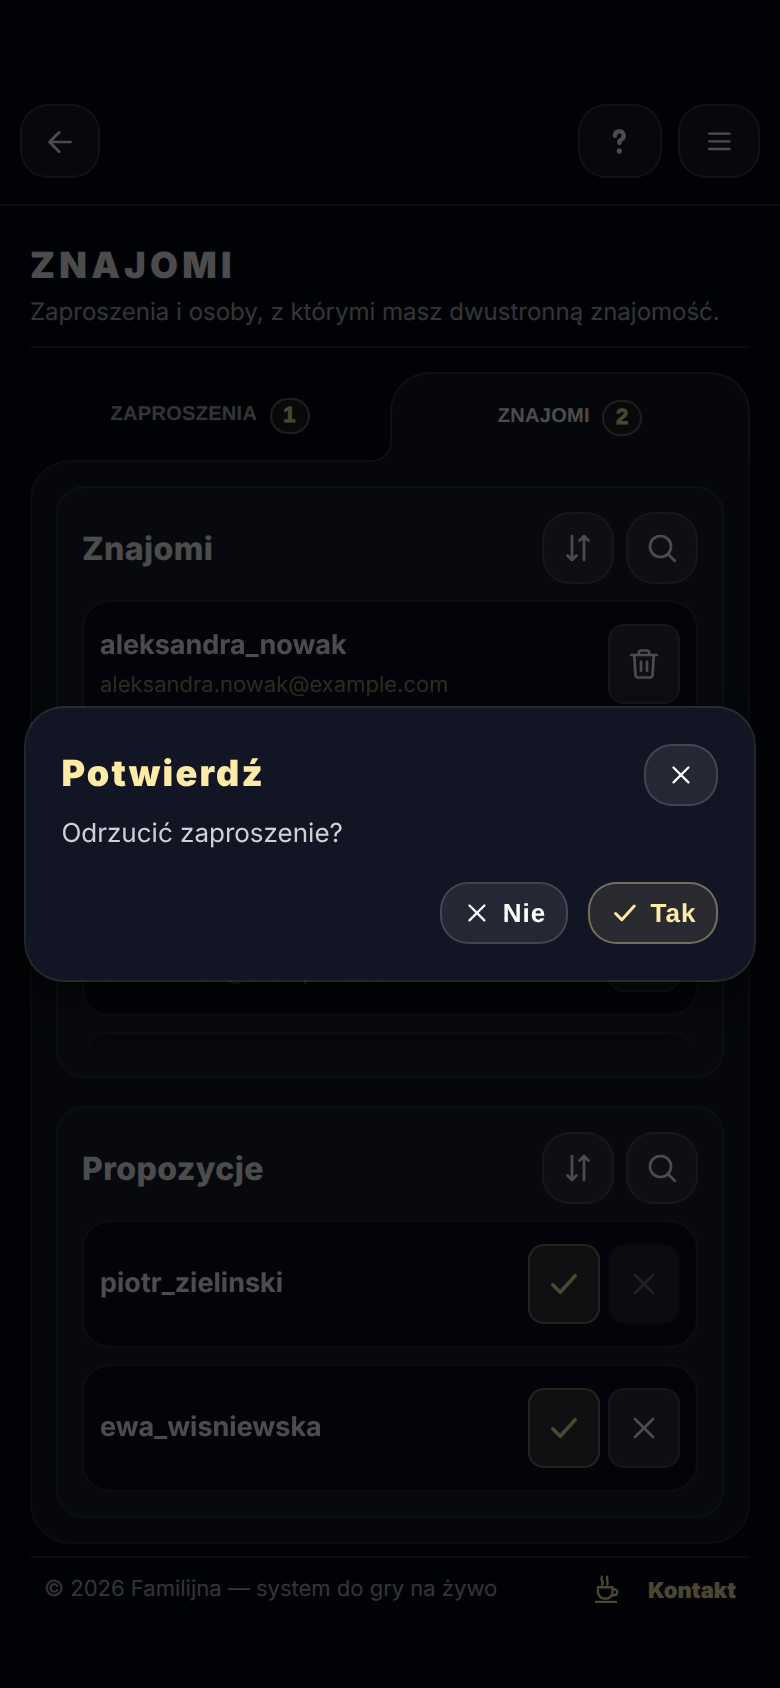 ?
ZNAJOMI
Zaproszenia i osoby, z którymi masz dwustronną znajomość.
ZAPROSZENIA 1
ZNAJOMI 2
Znajomi
aleksandra_nowak
aleksandra.nowak@example.com
Potwierdź
Odrzucić zaproszenie?
Nie
Tak
Propozycje
piotr_zielinski
ewa_wisniewska
© 2026 Familijna — system do gry na żywo
Kontakt